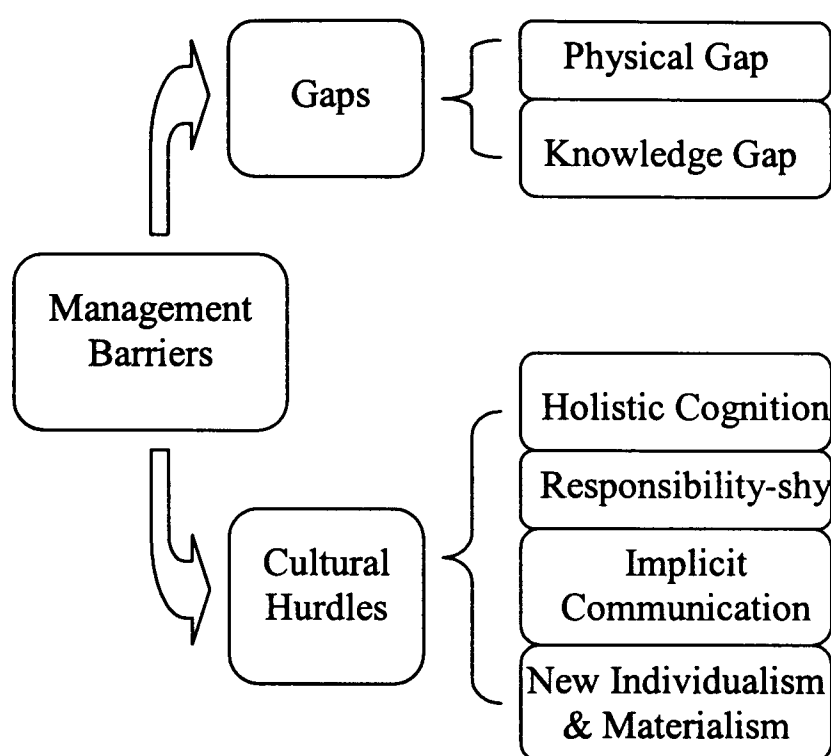 Gaps
Physical Gap
Knowledge Gap
Management
Barriers
Cultural
Hurdles
Holistic Cognition
Responsibility-shy
Implicit
Communication
New Individualism
& Materialism